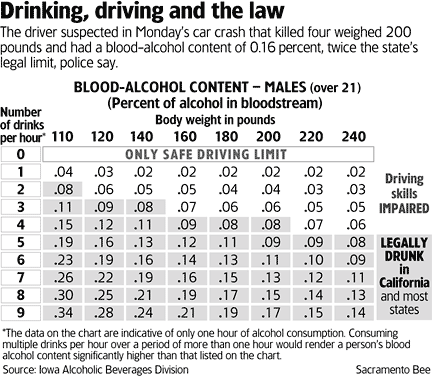 Drinking, driving and the law
The driver suspected in Monday's car crash that killed four weighed 200
pounds and had a blood-alcohol content of 0.16 percent, twice the state's
legal limit, police say.
BLOOD-ALCOHOL CONTENT – MALES (over 21)
(Percent of alcohol in bloodstream)
Number
of drinks
per hour*
Body weight in pounds
110 120 140 160 180 200 220 240
0 ONLY SAFE DRIVING LIMIT
1 .04 .03 .02 .02 .02 .02 .02 .02
2 .08 .06 .05 .05 .04 .04 .03 .03
3 .11 .09 .08 .07 .06 .06 .05 .05
4 .15 .12 .11 .09 .08 .08 .07 .06
5 .19 .16 .13 .12 .11 .09 .09 .08
6 .23 .19 .16 .14 .13 .11 .10 .09
7 .26 .22 .19 .16 .15 .13 .12 .11
8 .30 .25 .21 .19 .17 .15 .14 .13
9 .34 .28 .24 .21 .19 .17 .15 .14
Driving
skills
IMPAIRED
LEGALLY
DRUNK
in
California
and most
states
*The data on the chart are indicative of only one hour of alcohol consumption. Consuming
multiple drinks per hour over a period of more than one hour would render a person's blood
alcohol content significantly higher than that listed on the chart.
Source: Iowa Alcoholic Beverages Division
Sacramento Bee